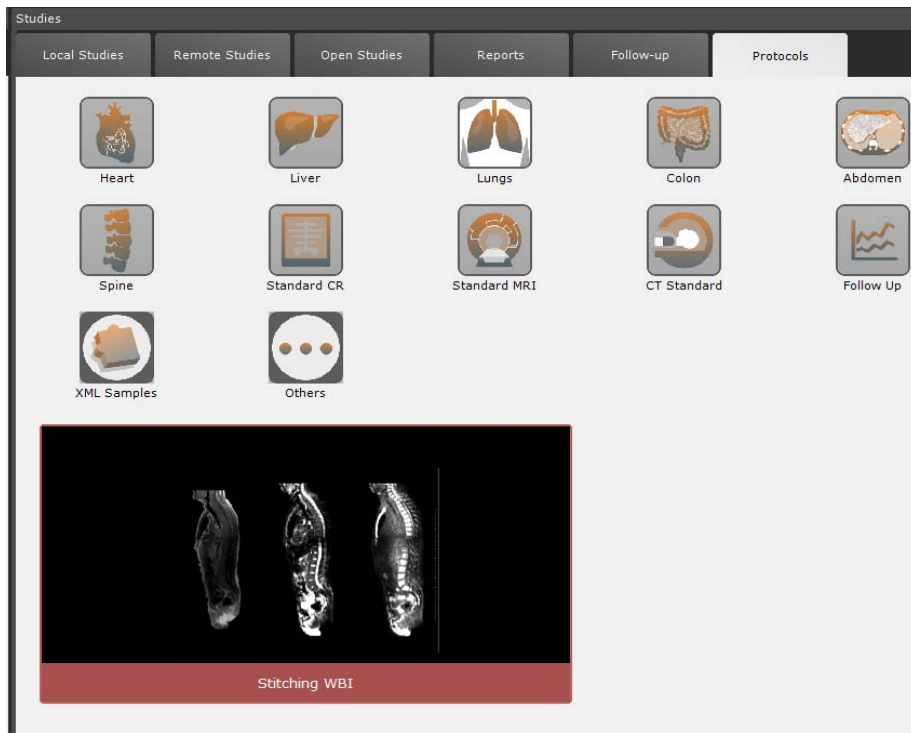 Studies
Local Studies Remote Studies Open Studies Reports Follow-up Protocols
Heart Liver Lungs Colon Abdomen
Spine Standard CR Standard MRI CT Standard Follow Up
XML Samples Others
Stitching WBI